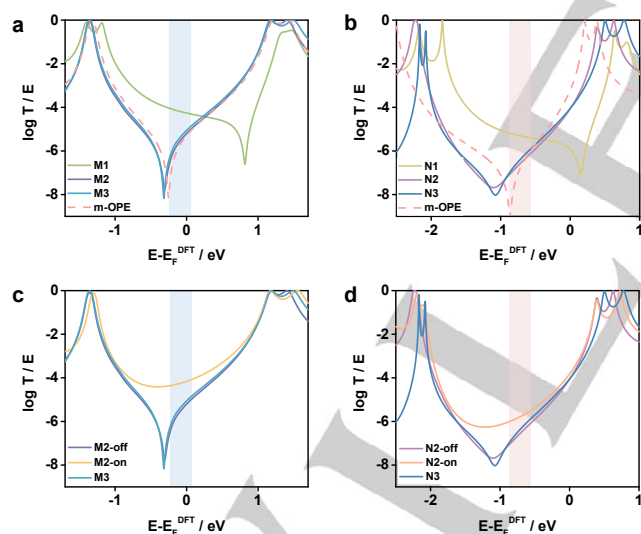 a
log T / E
0
-2
-4
-6
-8
M1
M2
M3
m-OPE
-1
0
1
E-E_F^DFT / eV
b
log T / E
0
-2
-4
-6
-8
N1
N2
N3
m-OPE
-2
-1
0
1
E-E_F^DFT / eV
c
log T / E
0
-2
-4
-6
-8
M2-off
M2-on
M3
-1
0
1
E-E_F^DFT / eV
d
log T / E
0
-2
-4
-6
-8
N2-off
N2-on
N3
-2
-1
0
1
E-E_F^DFT / eV